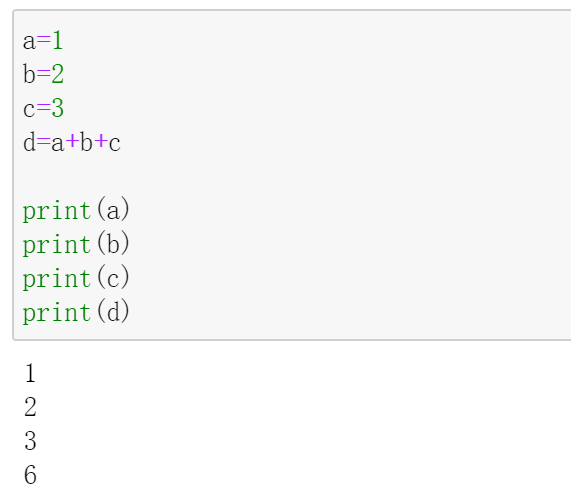 a=1
b=2
c=3
d=a+b+c
print(a)
print(b)
print(c)
print(d)
1
2
3
6